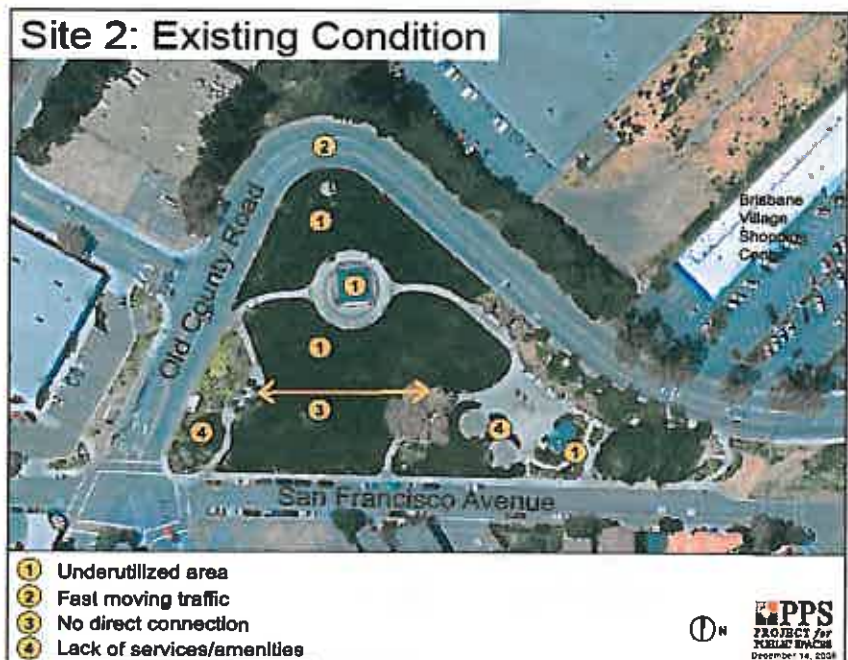 Site 2: Existing Condition
2
Old County Road
1
Brisbane
Village
Shopping
Center
1
1
3
4
4
1
San Francisco Avenue
1 Underutilized area
2 Fast moving traffic
3 No direct connection
4 Lack of services/amenities
N
PPS
PROJECT for
PUBLIC SPACES
December 14,